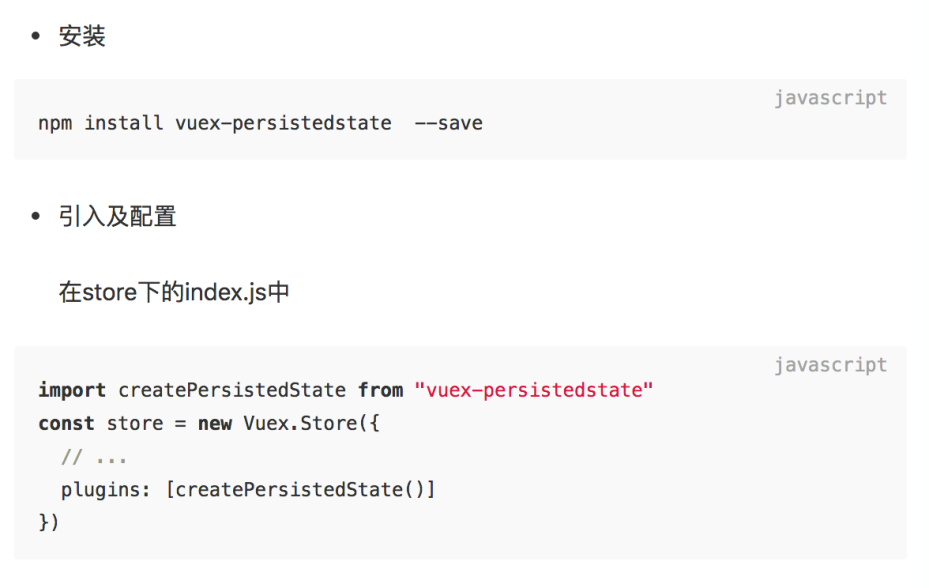 • 安装
javascript
npm install vuex-persistedstate  --save
• 引入及配置
在store下的index.js中
javascript
import createPersistedState from "vuex-persistedstate"
const store = new Vuex.Store({
  // ...
  plugins: [createPersistedState()]
})